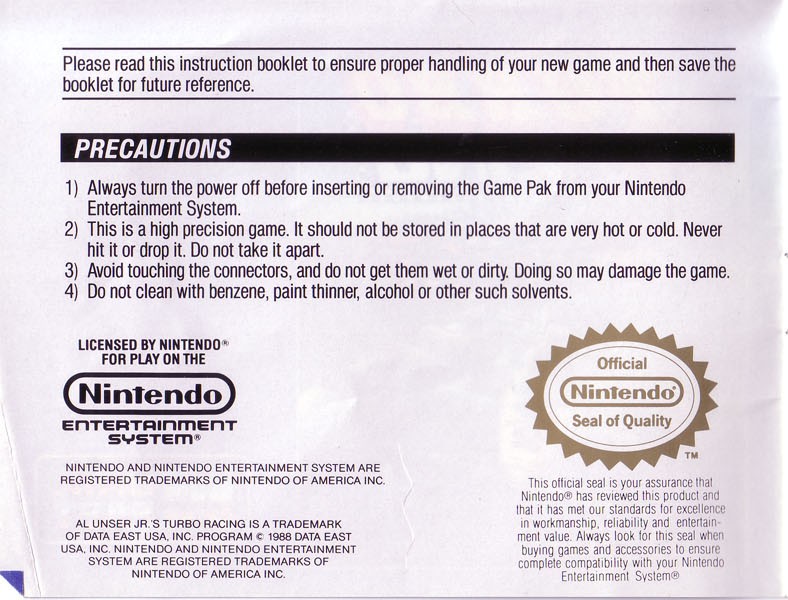 Please read this instruction booklet to ensure proper handling of your new game and then save the
booklet for future reference.
PRECAUTIONS
1) Always turn the power off before inserting or removing the Game Pak from your Nintendo
Entertainment System.
2) This is a high precision game. It should not be stored in places that are very hot or cold. Never
hit it or drop it. Do not take it apart.
3) Avoid touching the connectors, and do not get them wet or dirty. Doing so may damage the game.
4) Do not clean with benzene, paint thinner, alcohol or other such solvents.
LICENSED BY NINTENDO®
FOR PLAY ON THE
Nintendo
ENTERTAINMENT
SYSTEM®
NINTENDO AND NINTENDO ENTERTAINMENT SYSTEM ARE
REGISTERED TRADEMARKS OF NINTENDO OF AMERICA INC.
AL UNSER JR.'S TURBO RACING IS A TRADEMARK
OF DATA EAST USA, INC. PROGRAM © 1988 DATA EAST
USA, INC. NINTENDO AND NINTENDO ENTERTAINMENT
SYSTEM ARE REGISTERED TRADEMARKS OF
NINTENDO OF AMERICA INC.
Official
Nintendo®
Seal of Quality
TM
This official seal is your assurance that
Nintendo® has reviewed this product and
that it has met our standards for excellence
in workmanship, reliability and entertain-
ment value. Always look for this seal when
buying games and accessories to ensure
complete compatibility with your Nintendo
Entertainment System®